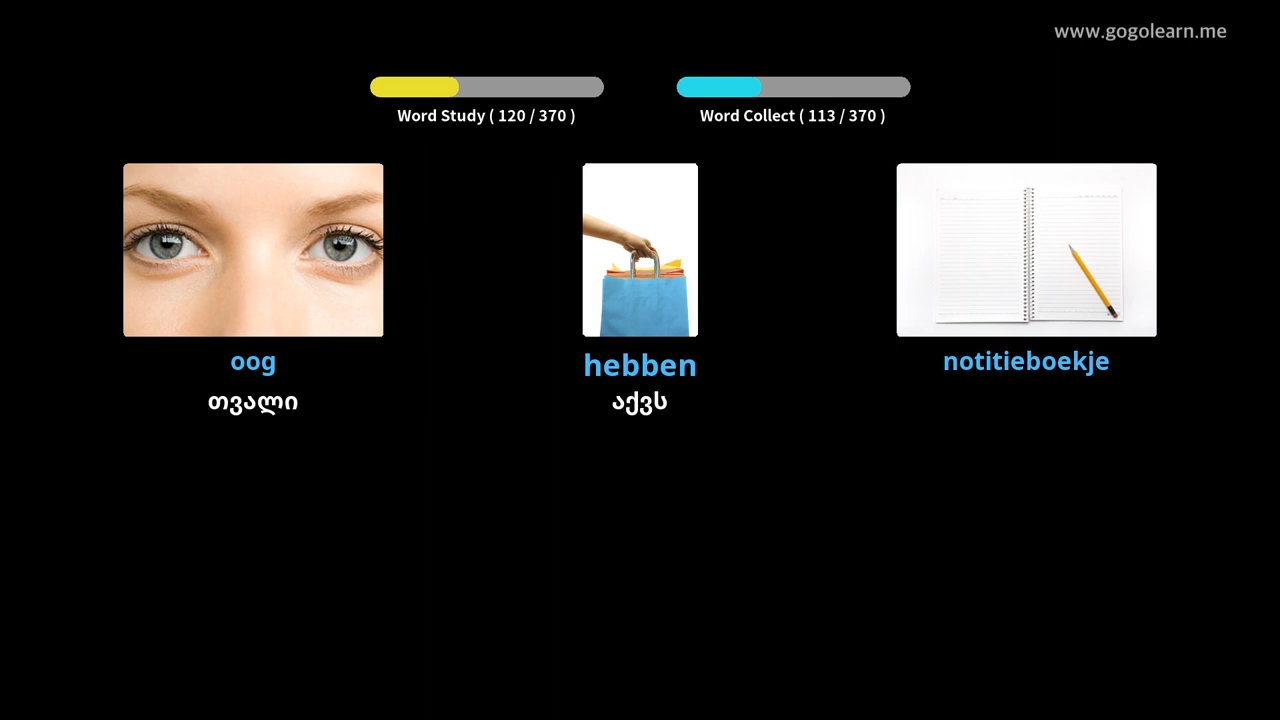 www.gogolearn.me
Word Study ( 120 / 370 )
Word Collect ( 113 / 370 )
oog
hebben
notitieboekje
თვალი
აქვს